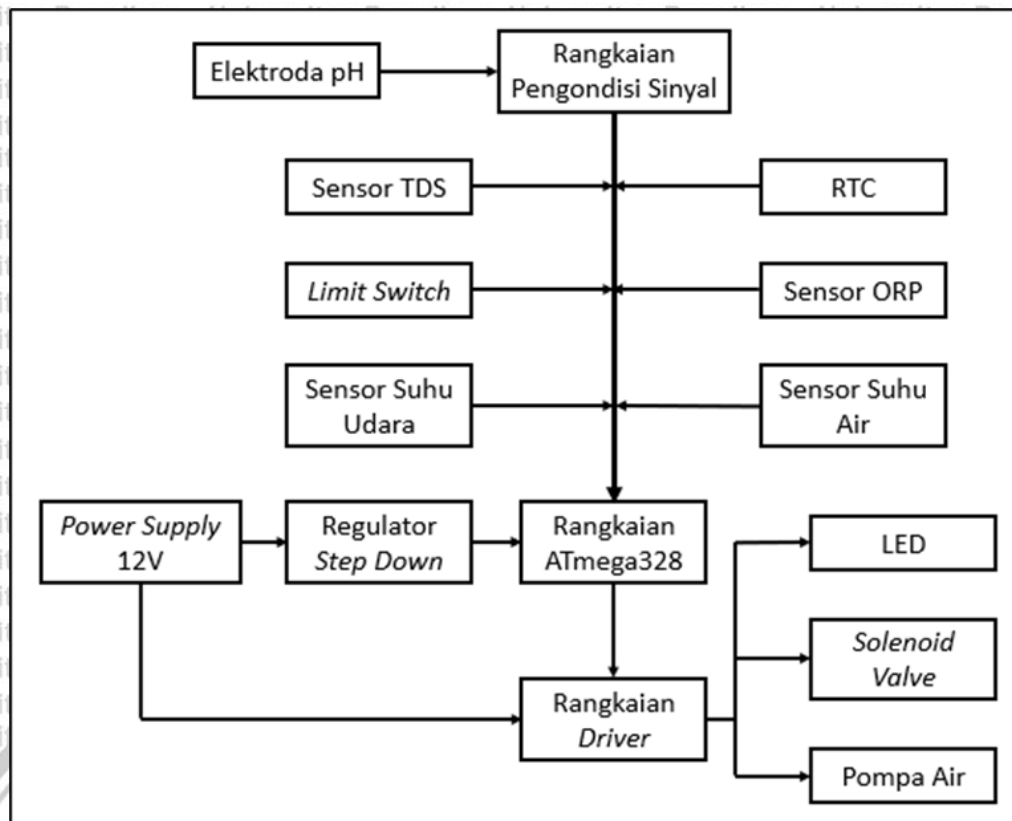 Elektroda pH
Rangkaian
Pengondisi Sinyal
Sensor TDS
RTC
Limit Switch
Sensor ORP
Sensor Suhu
Udara
Sensor Suhu
Air
Power Supply
12V
Regulator
Step Down
Rangkaian
ATmega328
LED
Solenoid
Valve
Rangkaian
Driver
Pompa Air